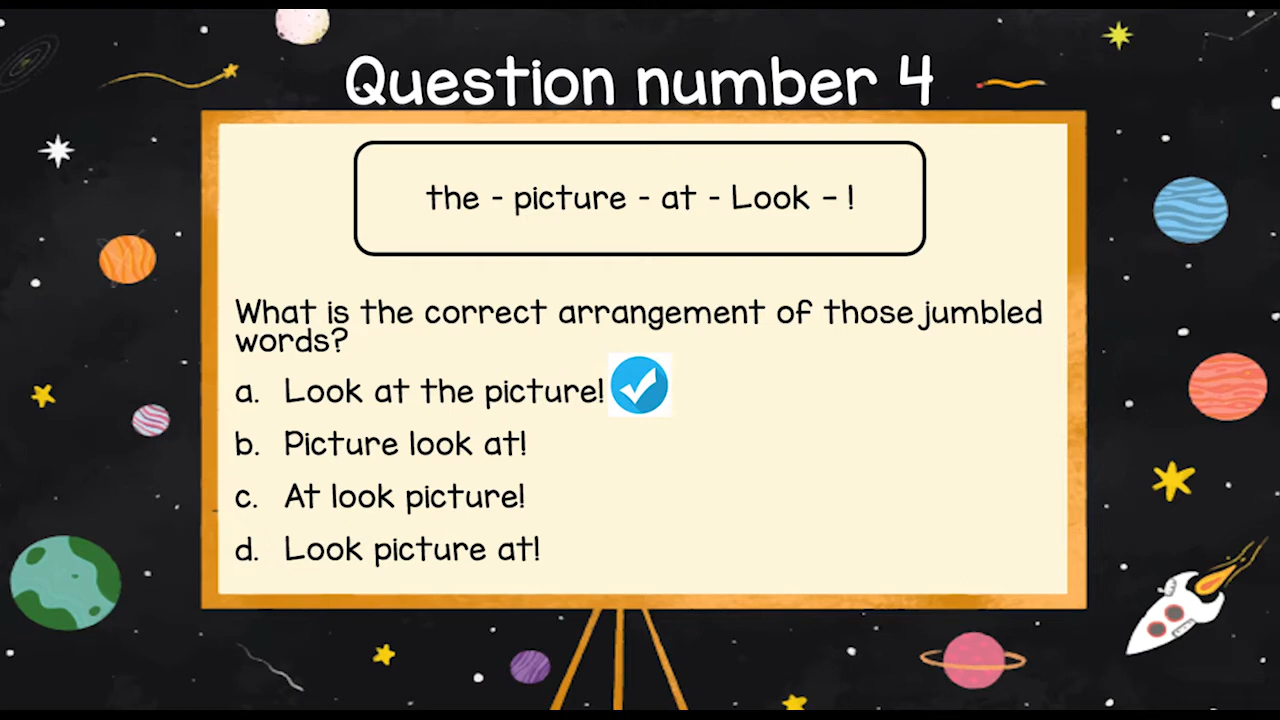 Question number 4
the - picture - at - Look - !
What is the correct arrangement of those jumbled
words?
a. Look at the picture!
b. Picture look at!
c. At look picture!
d. Look picture at!